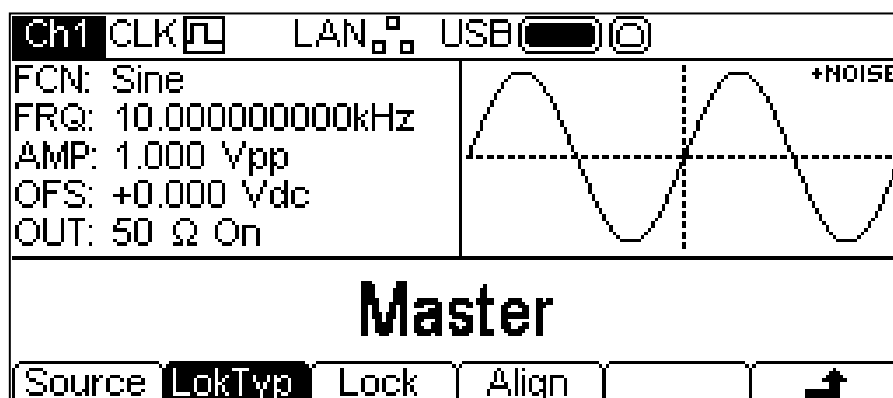 Ch1 CLK LAN USB
FCN: Sine
+NOISE
FRQ: 10.000000000kHz
AMP: 1.000 Vpp
OFS: +0.000 Vdc
OUT: 50 Ω On
Master
Source LokTyp Lock Align